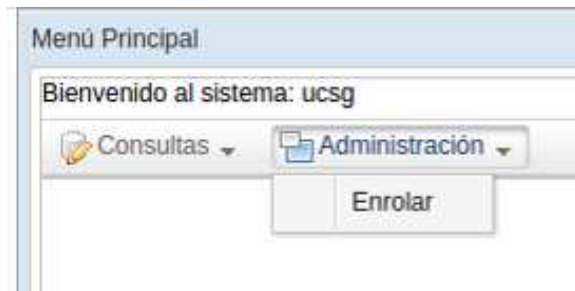 Menú Principal
Bienvenido al sistema: ucsg
Consultas Administración
Enrolar